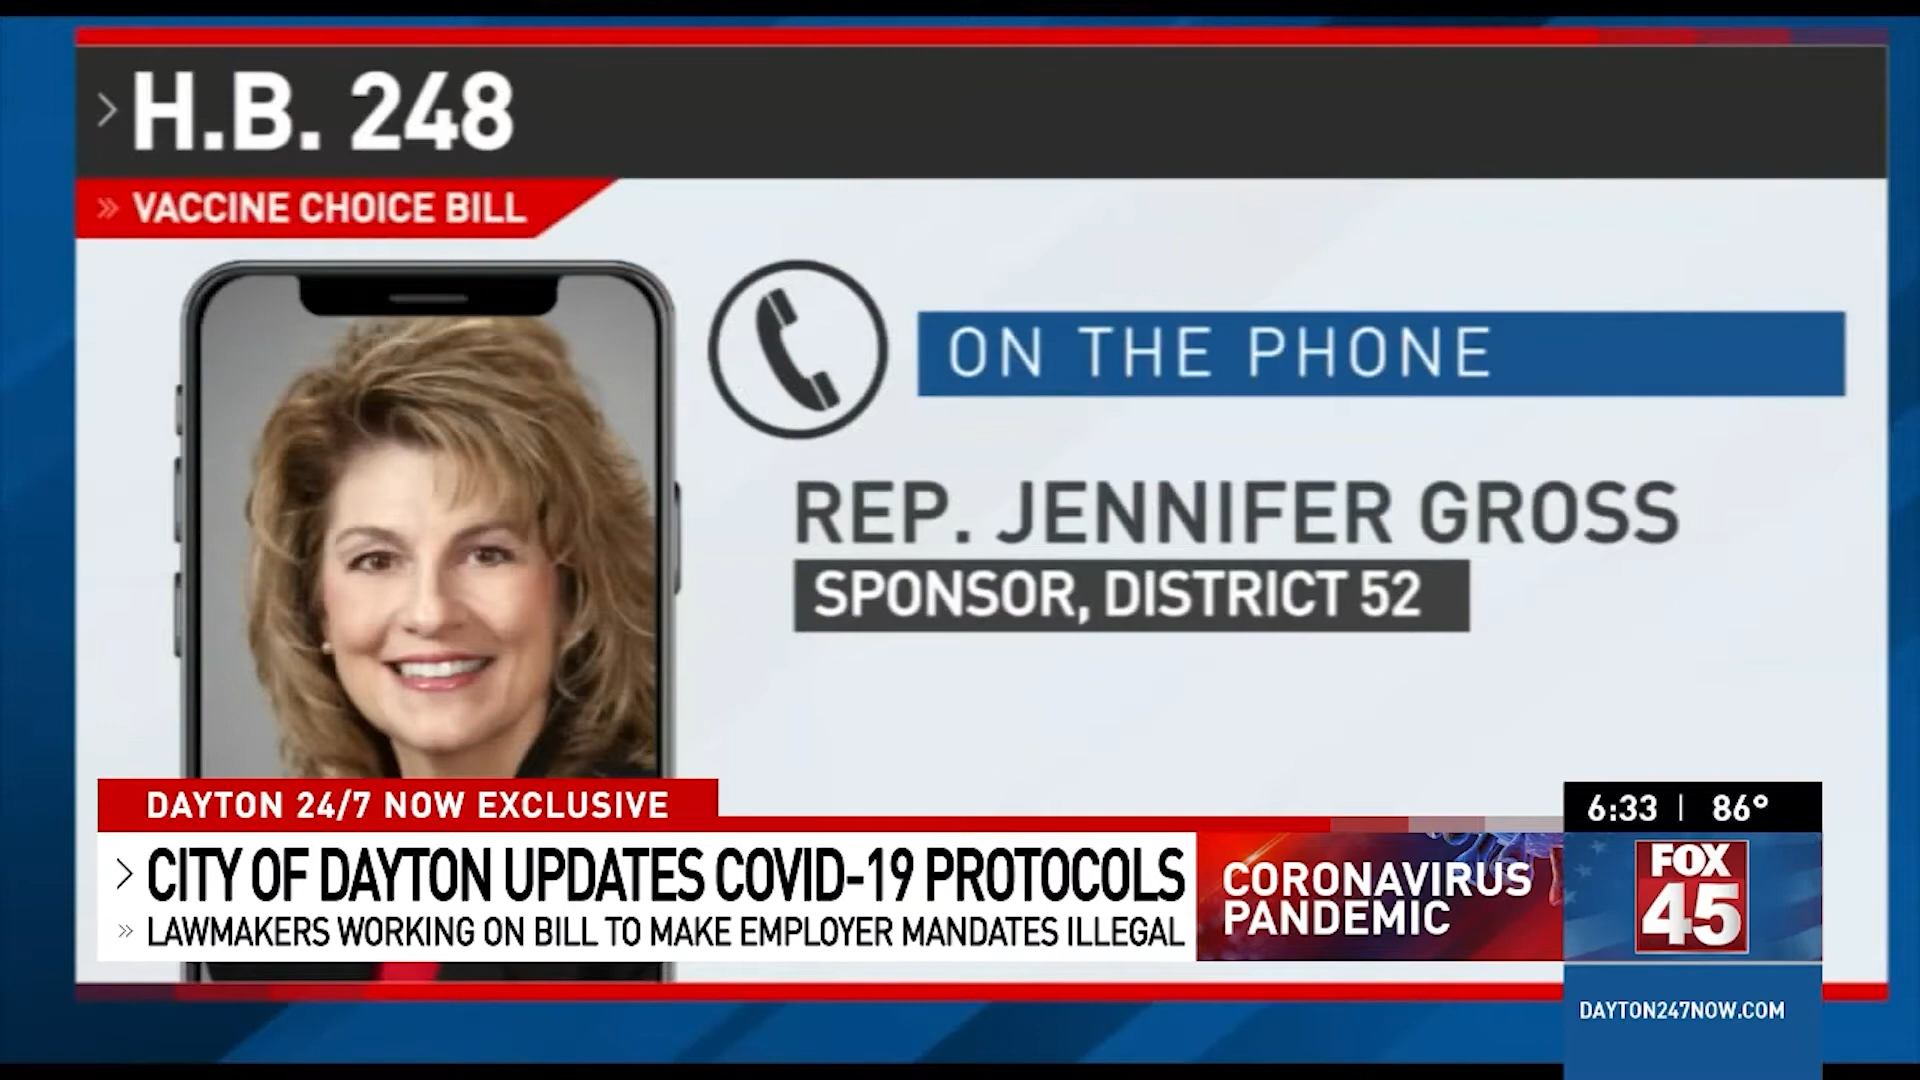 H.B. 248
VACCINE CHOICE BILL
ON THE PHONE
REP. JENNIFER GROSS
SPONSOR, DISTRICT 52
DAYTON 24/7 NOW EXCLUSIVE
CITY OF DAYTON UPDATES COVID-19 PROTOCOLS
LAWMAKERS WORKING ON BILL TO MAKE EMPLOYER MANDATES ILLEGAL
CORONAVIRUS
PANDEMIC
6:33 | 86°
FOX
45
DAYTON247NOW.COM